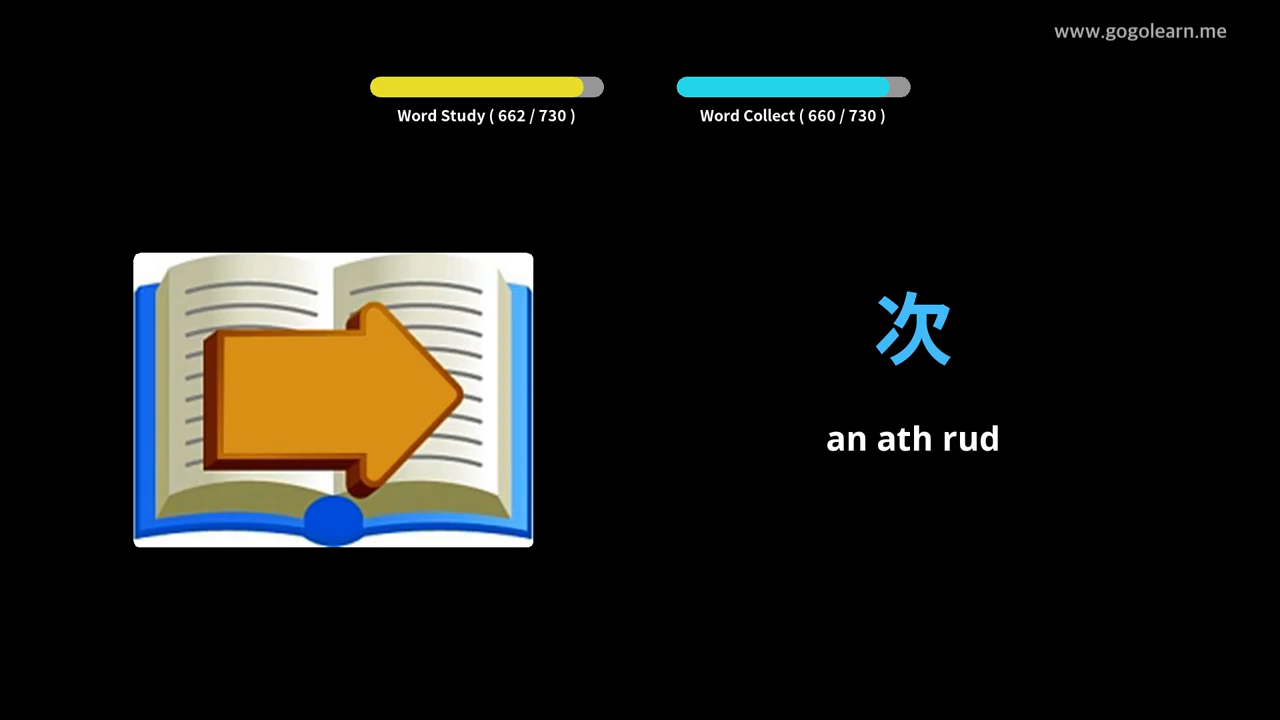 www.gogolearn.me
Word Study ( 662 / 730 )
Word Collect ( 660 / 730 )
次
an ath rud